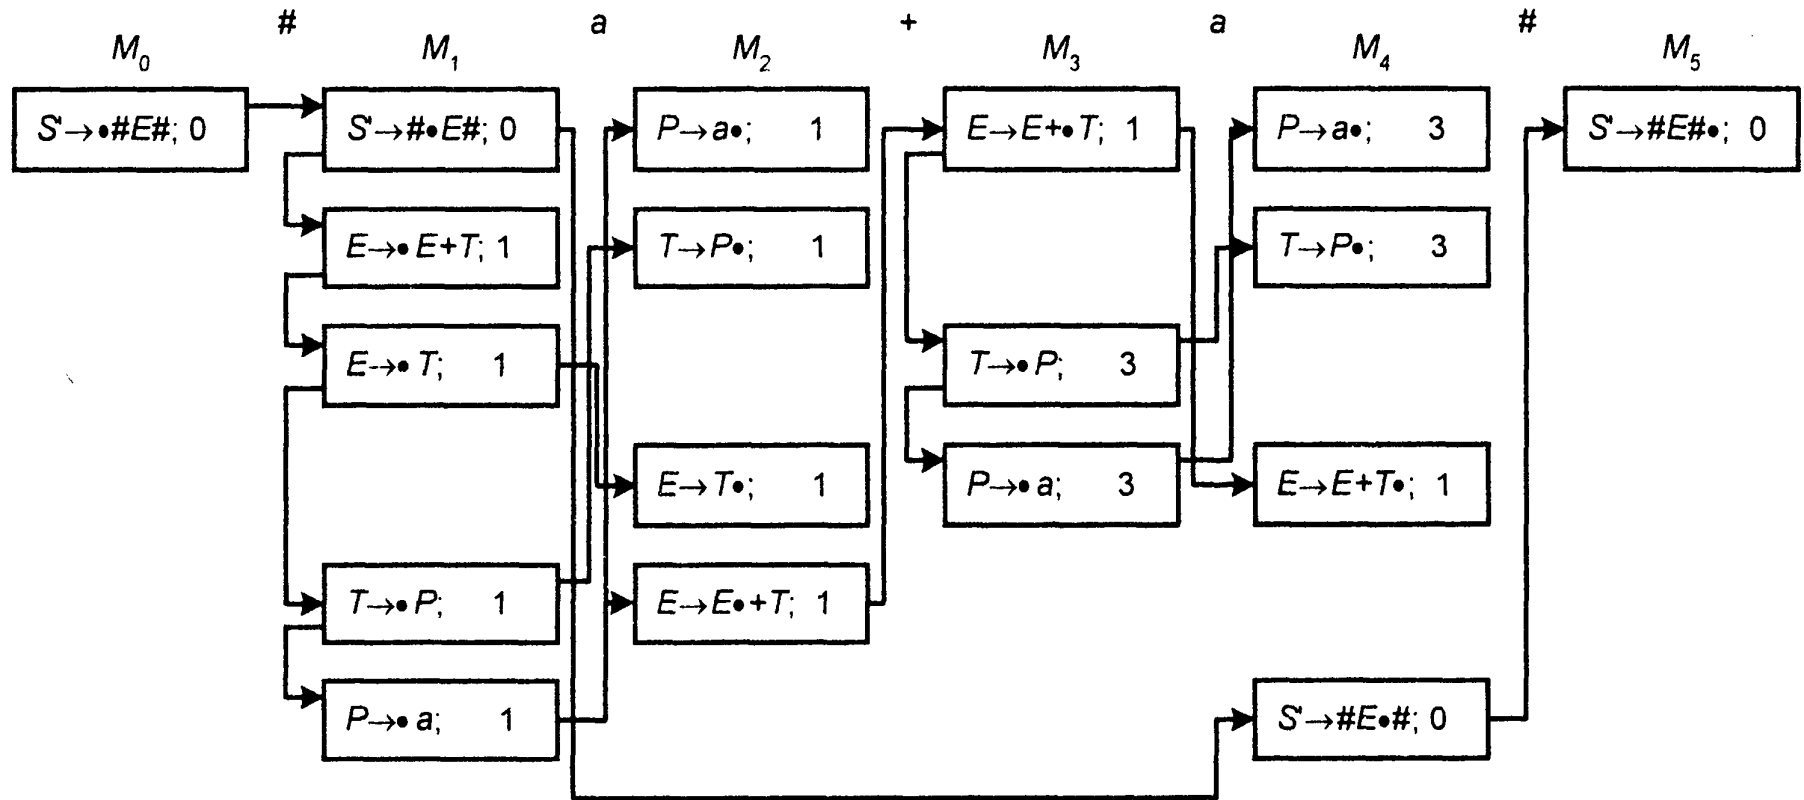 # a + a #
M₀ M₁ M₂ M₃ M₄ M₅
S'→•#E#; 0 S'→#•E#; 0 P→a•; 1 E→E+•T; 1 P→a•; 3 S'→#E#•; 0
E→•E+T; 1 T→P•; 1 T→P•; 3
E→•T; 1 T→•P; 3
E→T•; 1 P→•a; 3 E→E+T•; 1
T→•P; 1 E→E•+T; 1
P→•a; 1 S'→#E•#; 0